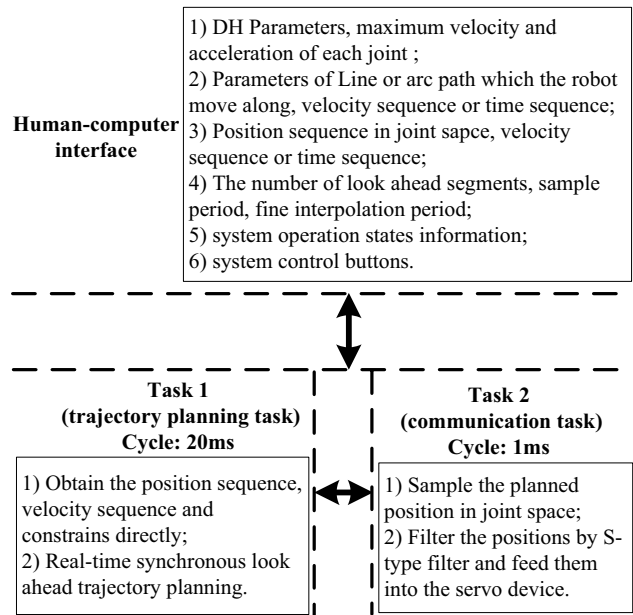 1) DH Parameters, maximum velocity and
acceleration of each joint ;
2) Parameters of Line or arc path which the robot
move along, velocity sequence or time sequence;
3) Position sequence in joint sapce, velocity
sequence or time sequence;
4) The number of look ahead segments, sample
period, fine interpolation period;
5) system operation states information;
6) system control buttons.
Human-computer
interface
Task 1
(trajectory planning task)
Cycle: 20ms
1) Obtain the position sequence,
velocity sequence and
constrains directly;
2) Real-time synchronous look
ahead trajectory planning.
Task 2
(communication task)
Cycle: 1ms
1) Sample the planned
position in joint space;
2) Filter the positions by S-
type filter and feed them
into the servo device.